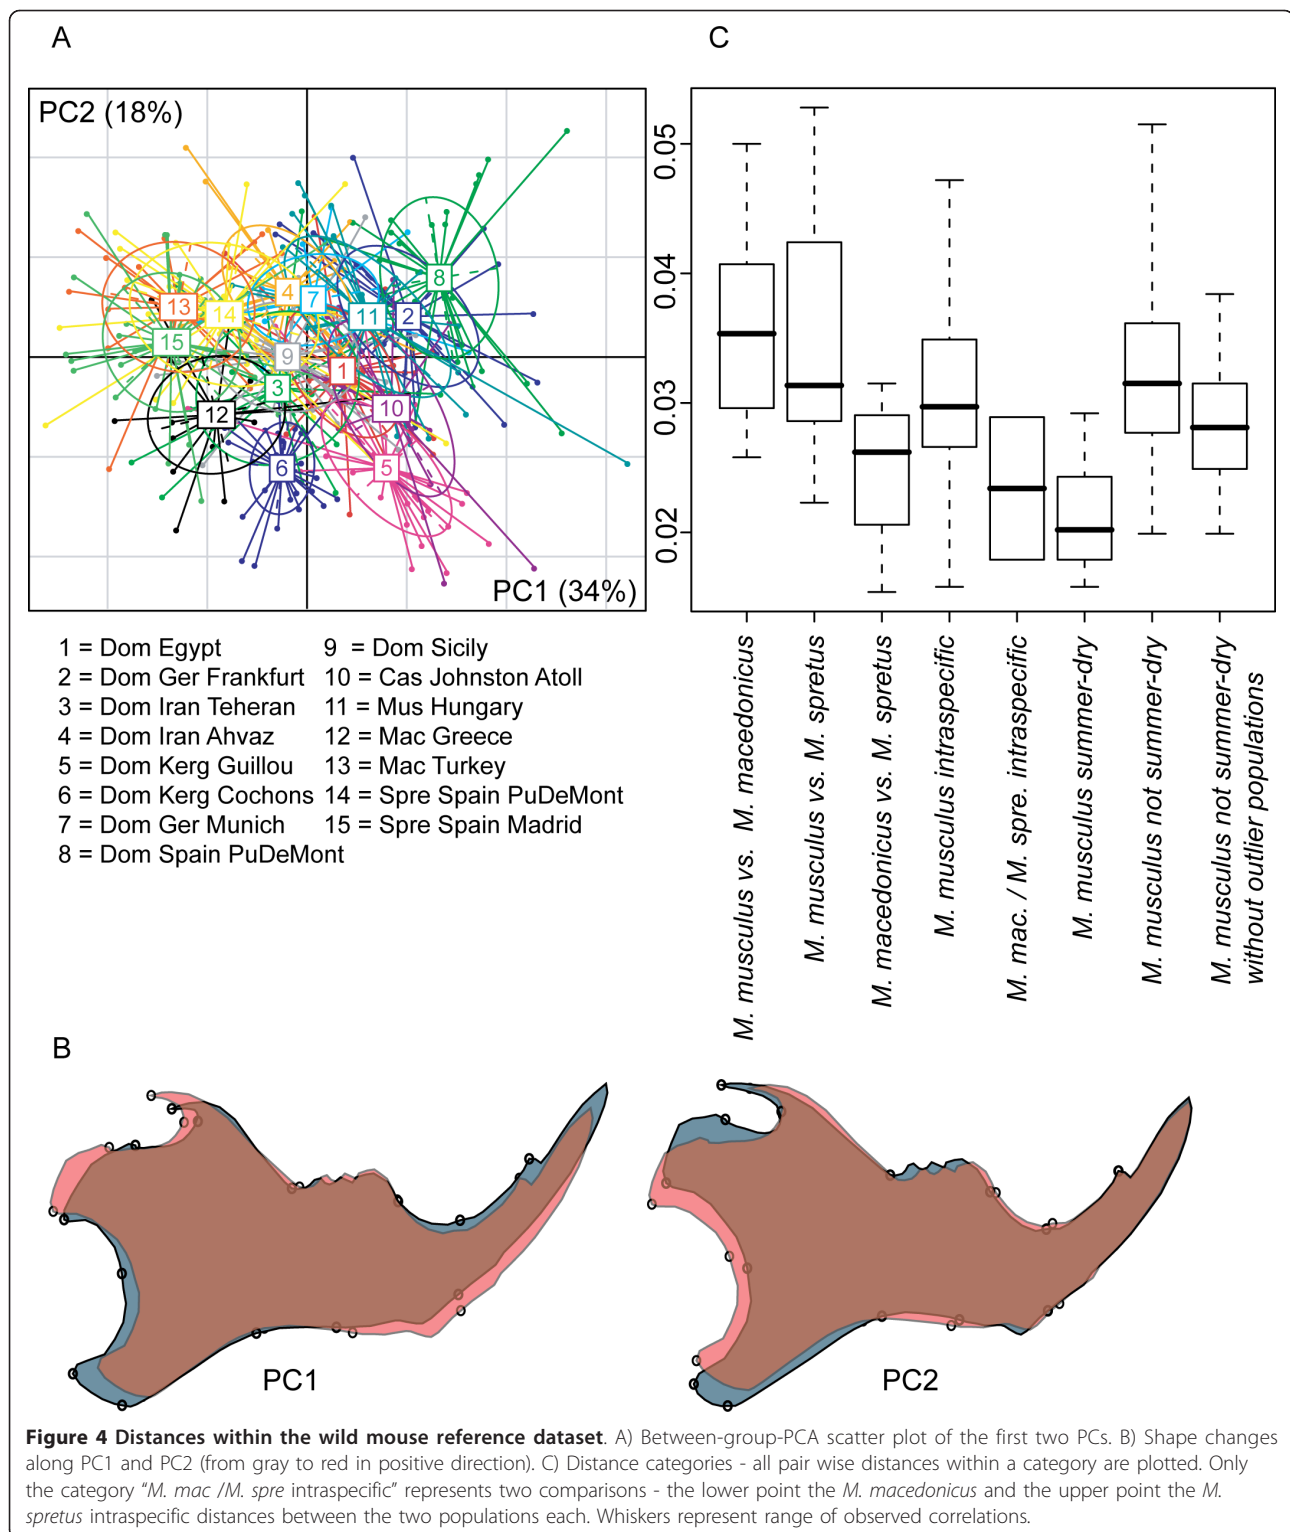 A
PC2 (18%)
8
13
4
7
14
11
2
15
9
1
3
12
10
6
5
PC1 (34%)
1 = Dom Egypt
2 = Dom Ger Frankfurt
3 = Dom Iran Teheran
4 = Dom Iran Ahvaz
5 = Dom Kerg Guillou
6 = Dom Kerg Cochons
7 = Dom Ger Munich
8 = Dom Spain PuDeMont
9 = Dom Sicily
10 = Cas Johnston Atoll
11 = Mus Hungary
12 = Mac Greece
13 = Mac Turkey
14 = Spre Spain PuDeMont
15 = Spre Spain Madrid
C
0.05
0.04
0.03
0.02
M. musculus vs. M. macedonicus
M. musculus vs. M. spretus
M. macedonicus vs. M. spretus
M. musculus intraspecific
M. mac. / M. spre. intraspecific
M. musculus summer-dry
M. musculus not summer-dry
M. musculus not summer-dry
without outlier populations
B
PC1
PC2
Figure 4 Distances within the wild mouse reference dataset. A) Between-group-PCA scatter plot of the first two PCs. B) Shape changes
along PC1 and PC2 (from gray to red in positive direction). C) Distance categories - all pair wise distances within a category are plotted. Only
the category “M. mac /M. spre intraspecific” represents two comparisons - the lower point the M. macedonicus and the upper point the M.
spretus intraspecific distances between the two populations each. Whiskers represent range of observed correlations.